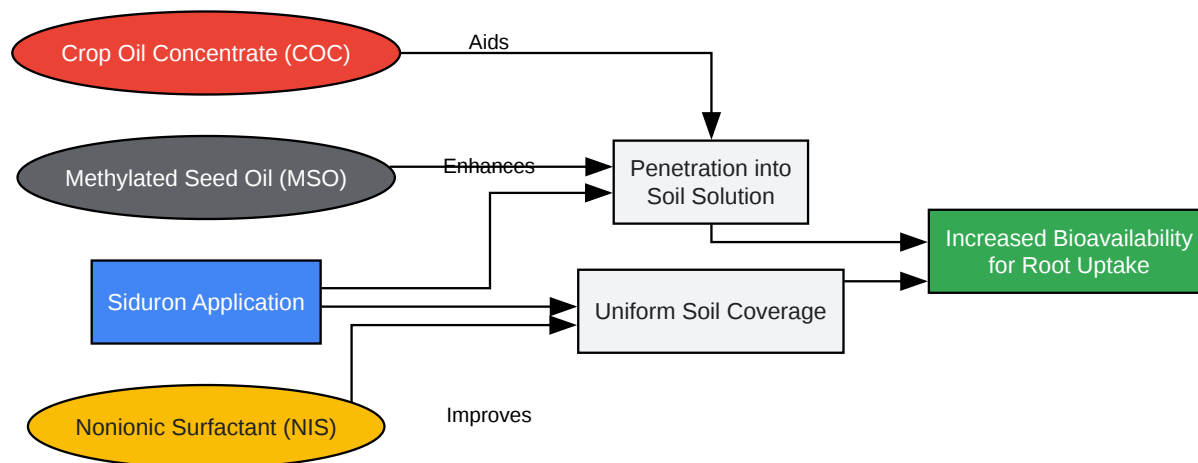 Crop Oil Concentrate (COC)
Aids
Methylated Seed Oil (MSO)
Enhances
Penetration into
Soil Solution
Increased Bioavailability
for Root Uptake
Siduron Application
Uniform Soil Coverage
Nonionic Surfactant (NIS)
Improves